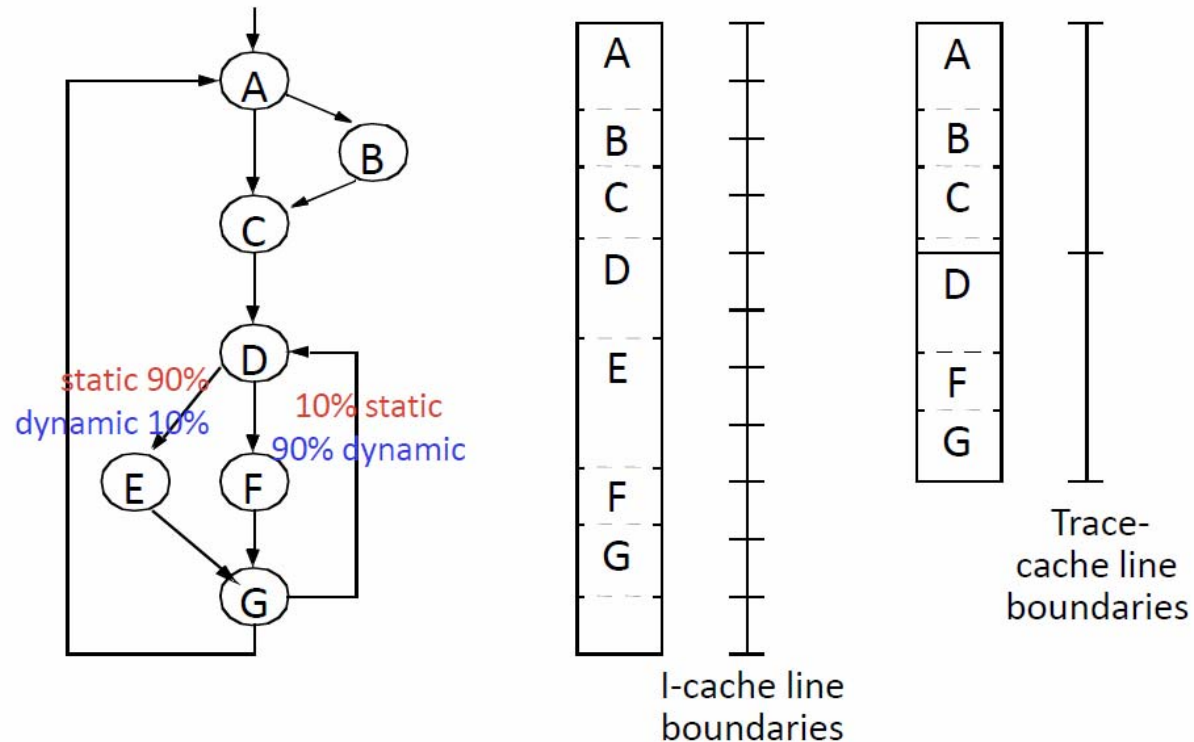 A
B
C
D
static 90%
dynamic 10%
10% static
90% dynamic
E
F
G
A
B
C
D
E
F
G
I-cache line
boundaries
A
B
C
D
F
G
Trace-
cache line
boundaries